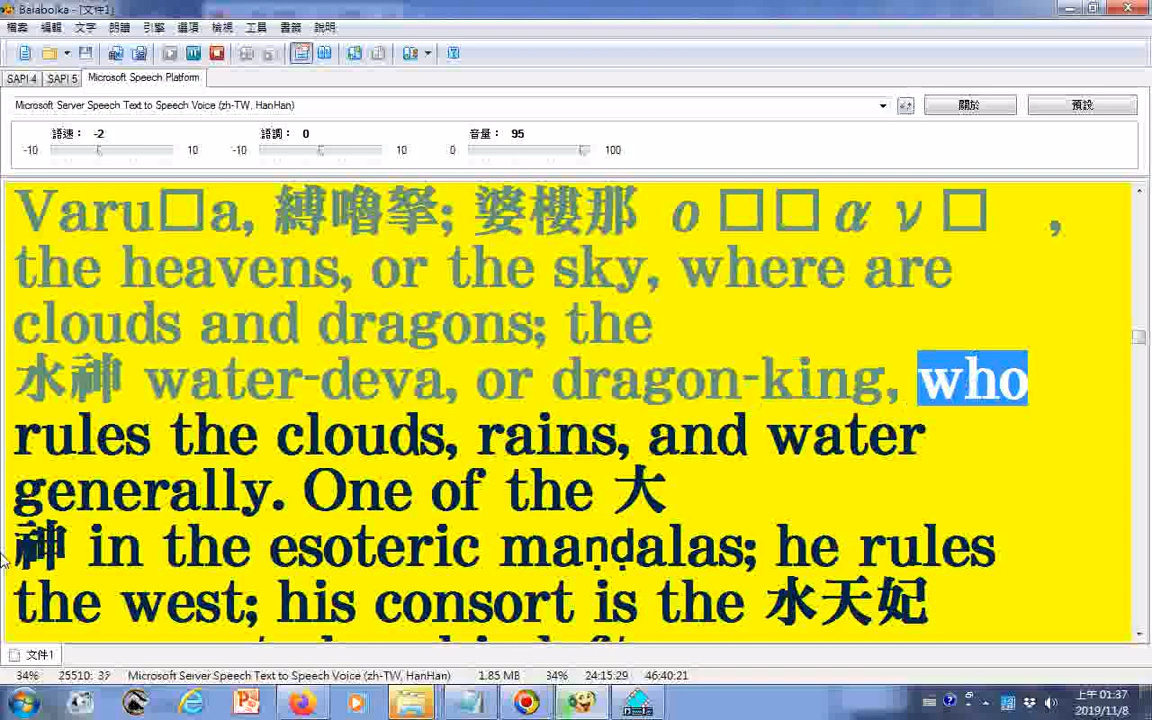 Balabolka - [文件1]
檔案 編輯 文字 朗讀 引擎 選項 檢視 工具 書籤 說明
SAPI 4 SAPI 5 Microsoft Speech Platform
Microsoft Server Speech Text to Speech Voice (zh-TW, HanHan) 關於 預設
語速: -2 語調: 0 音量: 95
-10 10 -10 10 0 100
Varu□a, 縛嚕拏; 婆樓那 ο□□αν□ ,
the heavens, or the sky, where are
clouds and dragons; the
水神 water-deva, or dragon-king, who
rules the clouds, rains, and water
generally. One of the 大
神 in the esoteric maṇḍalas; he rules
the west; his consort is the 水天妃
文件1
34% 25510: 39 Microsoft Server Speech Text to Speech Voice (zh-TW, HanHan) 1.85 MB 34% 24:15:29 46:40:21
上午 01:37
2019/11/8